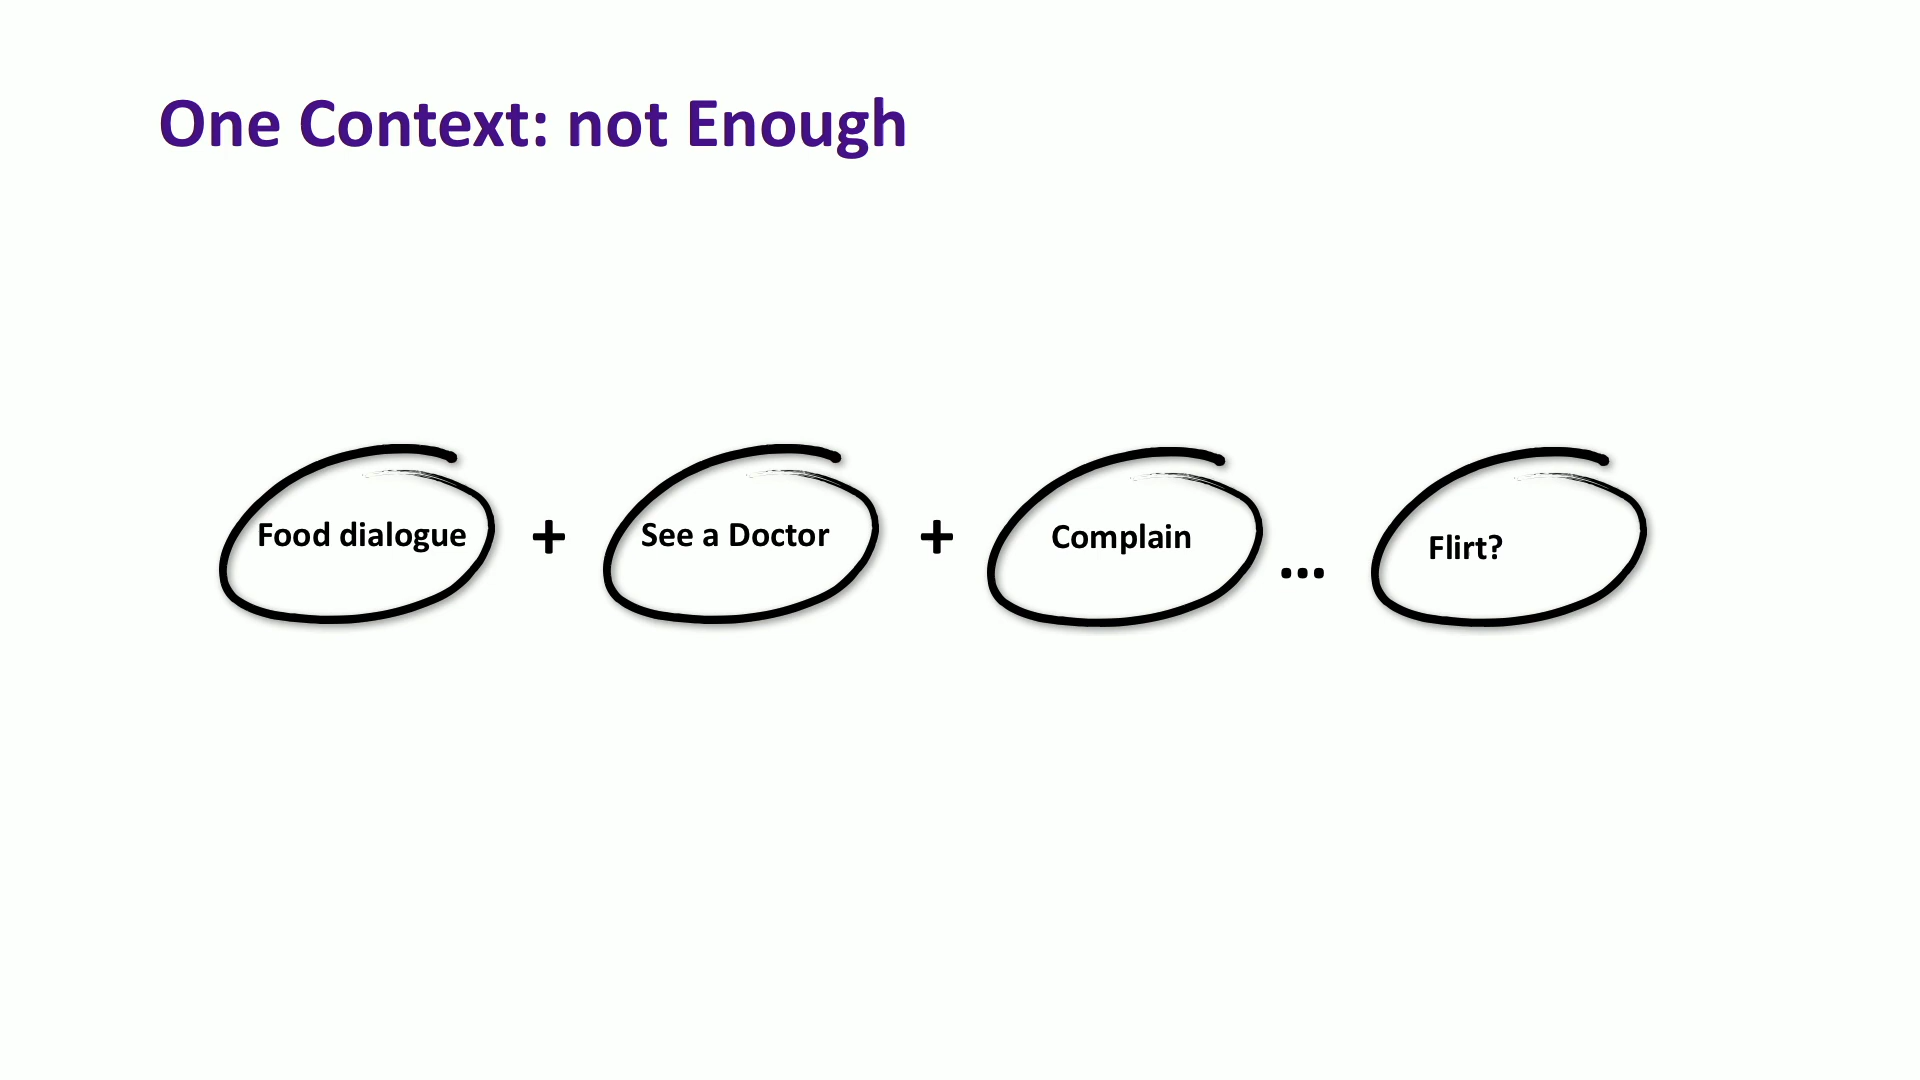 One Context: not Enough
Food dialogue + See a Doctor + Complain ... Flirt?